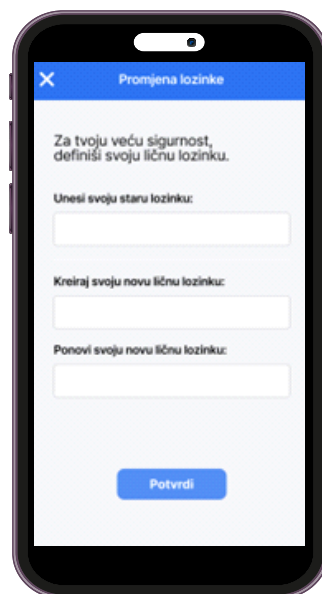 Promjena lozinke
Za tvoju veću sigurnost,
definiši svoju ličnu lozinku.
Unesi svoju staru lozinku:
Kreiraj svoju novu ličnu lozinku:
Ponovi svoju novu ličnu lozinku:
Potvrdi